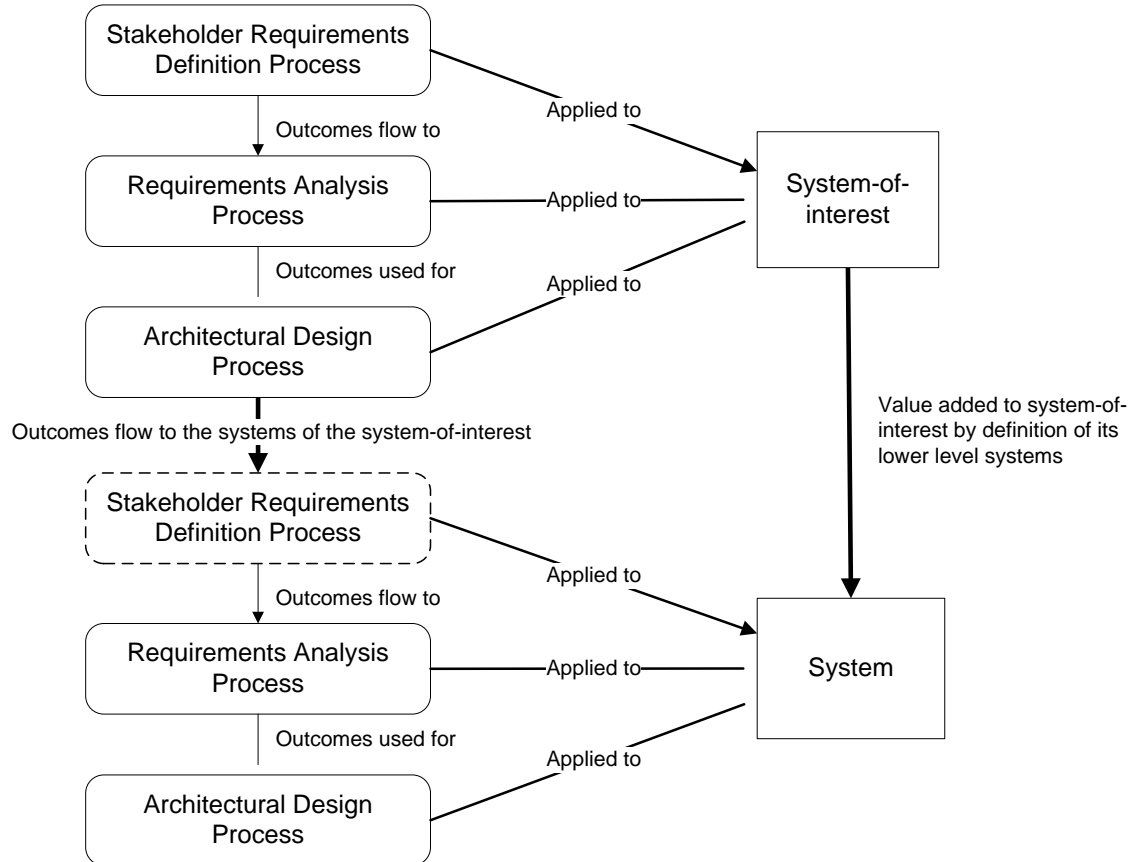 Stakeholder Requirements
Definition Process
Applied to
Outcomes flow to
Requirements Analysis
Process
Applied to
System-of-
interest
Outcomes used for
Applied to
Architectural Design
Process
Value added to system-of-
interest by definition of its
lower level systems
Outcomes flow to the systems of the system-of-interest
Stakeholder Requirements
Definition Process
Applied to
Outcomes flow to
Requirements Analysis
Process
Applied to
System
Outcomes used for
Applied to
Architectural Design
Process